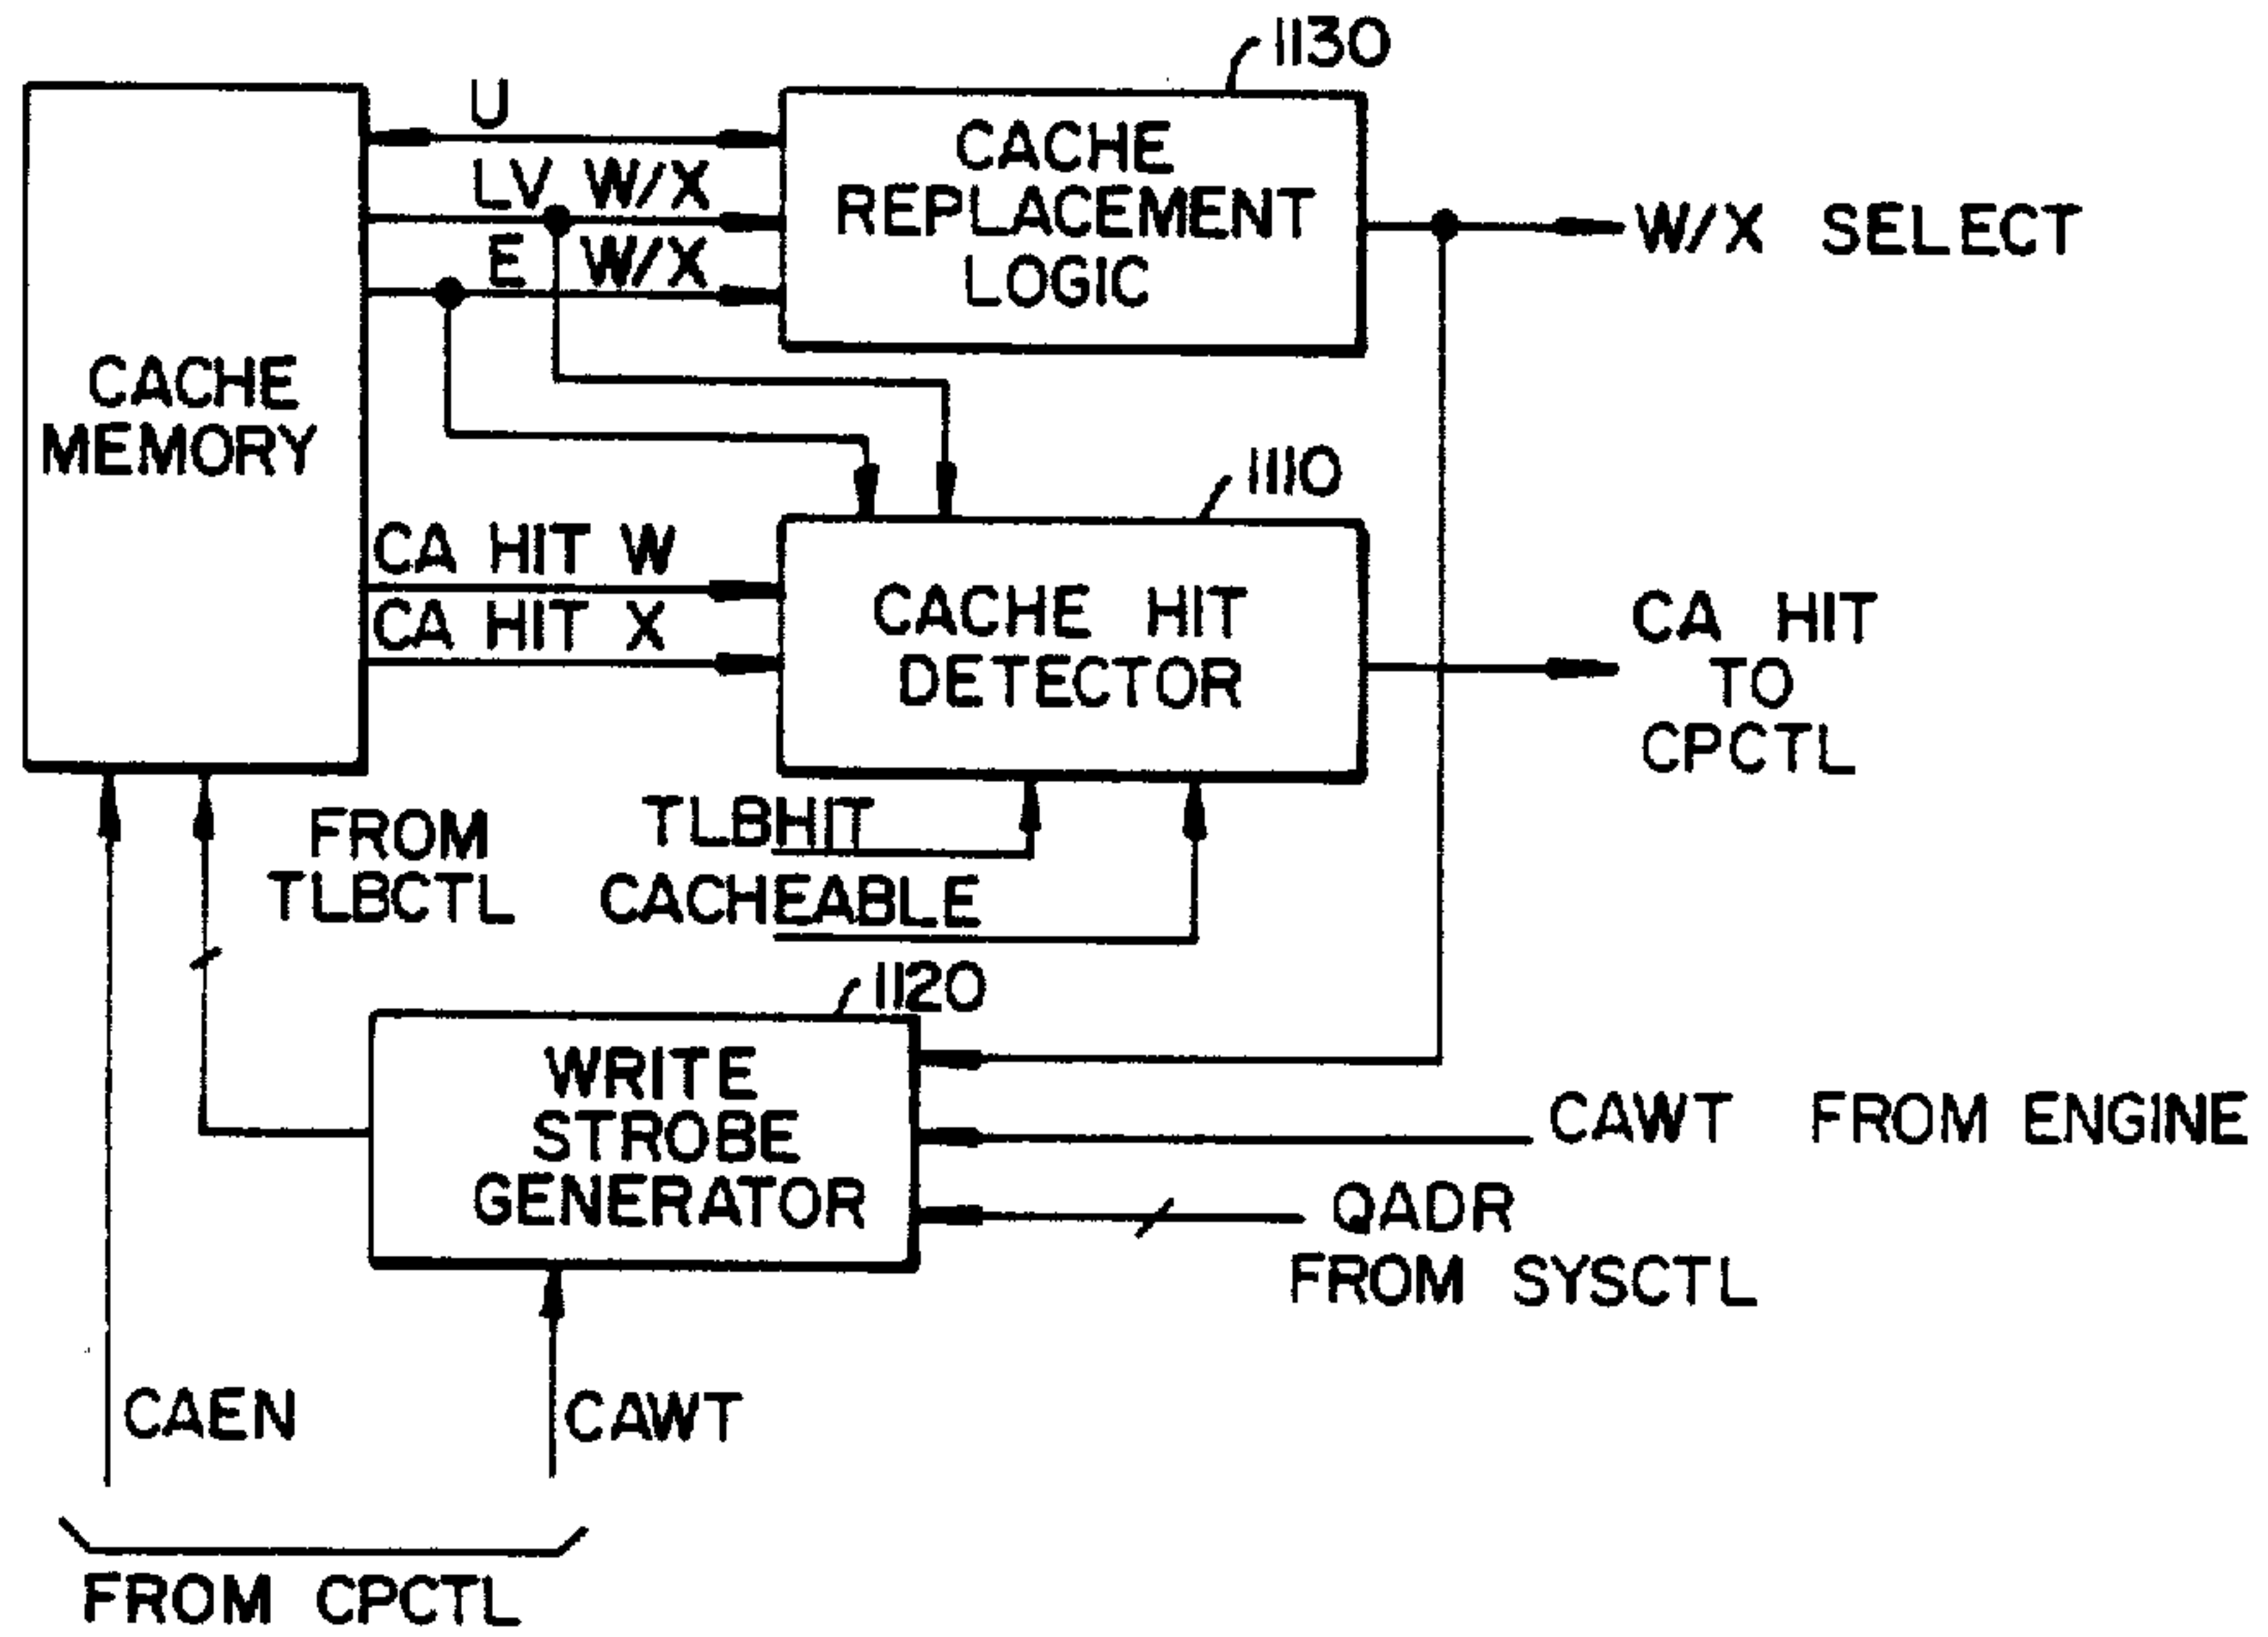 1130
U
LV W/X
E W/X
CACHE
REPLACEMENT
LOGIC
W/X SELECT
CACHE
MEMORY
1110
CA HIT W
CA HIT X
CACHE HIT
DETECTOR
CA HIT
TO
CPCTL
FROM
TLBCTL
TLBHIT
CACHEABLE
1120
WRITE
STROBE
GENERATOR
CAWT FROM ENGINE
QADR
FROM SYSCTL
CAEN
CAWT
FROM CPCTL